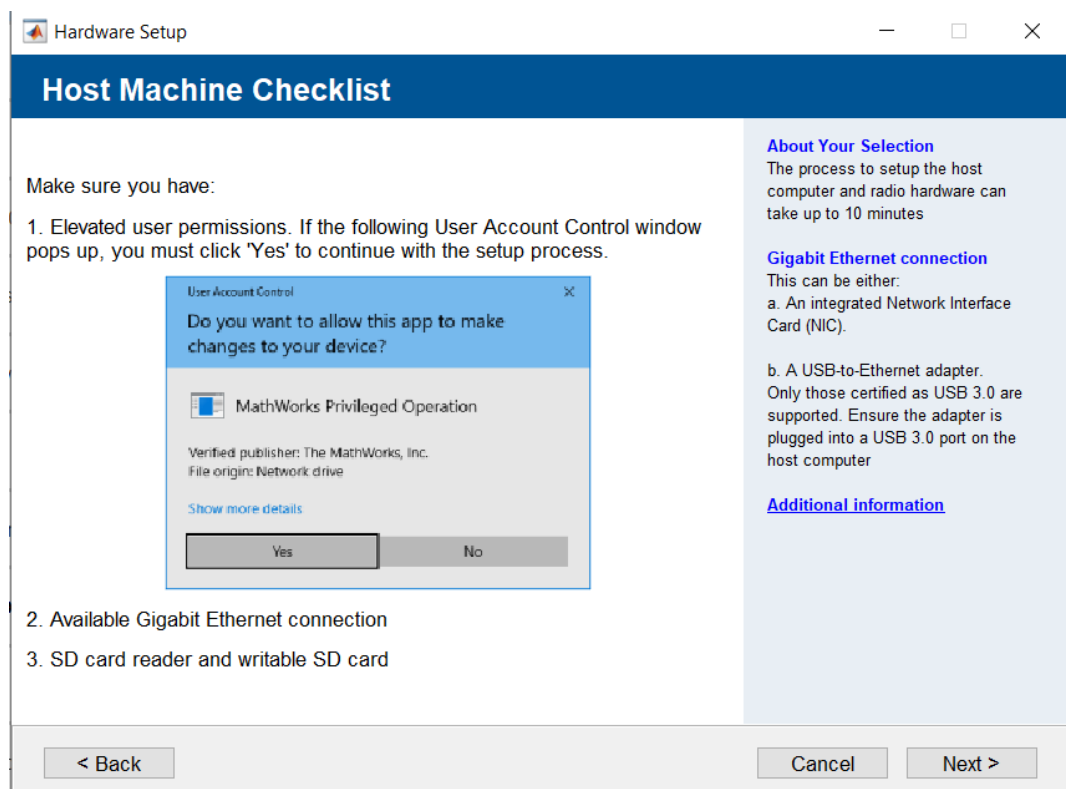 Hardware Setup
Host Machine Checklist
Make sure you have:
1. Elevated user permissions. If the following User Account Control window
pops up, you must click 'Yes' to continue with the setup process.
User Account Control
Do you want to allow this app to make
changes to your device?
MathWorks Privileged Operation
Verified publisher: The MathWorks, Inc.
File origin: Network drive
Show more details
Yes
No
2. Available Gigabit Ethernet connection
3. SD card reader and writable SD card
About Your Selection
The process to setup the host
computer and radio hardware can
take up to 10 minutes
Gigabit Ethernet connection
This can be either:
a. An integrated Network Interface
Card (NIC).
b. A USB-to-Ethernet adapter.
Only those certified as USB 3.0 are
supported. Ensure the adapter is
plugged into a USB 3.0 port on the
host computer
Additional information
< Back
Cancel
Next >